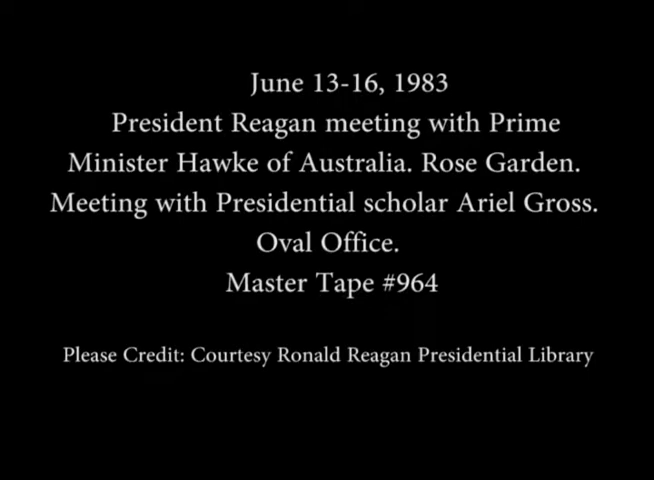 June 13-16, 1983
President Reagan meeting with Prime
Minister Hawke of Australia. Rose Garden.
Meeting with Presidential scholar Ariel Gross.
Oval Office.
Master Tape #964
Please Credit: Courtesy Ronald Reagan Presidential Library